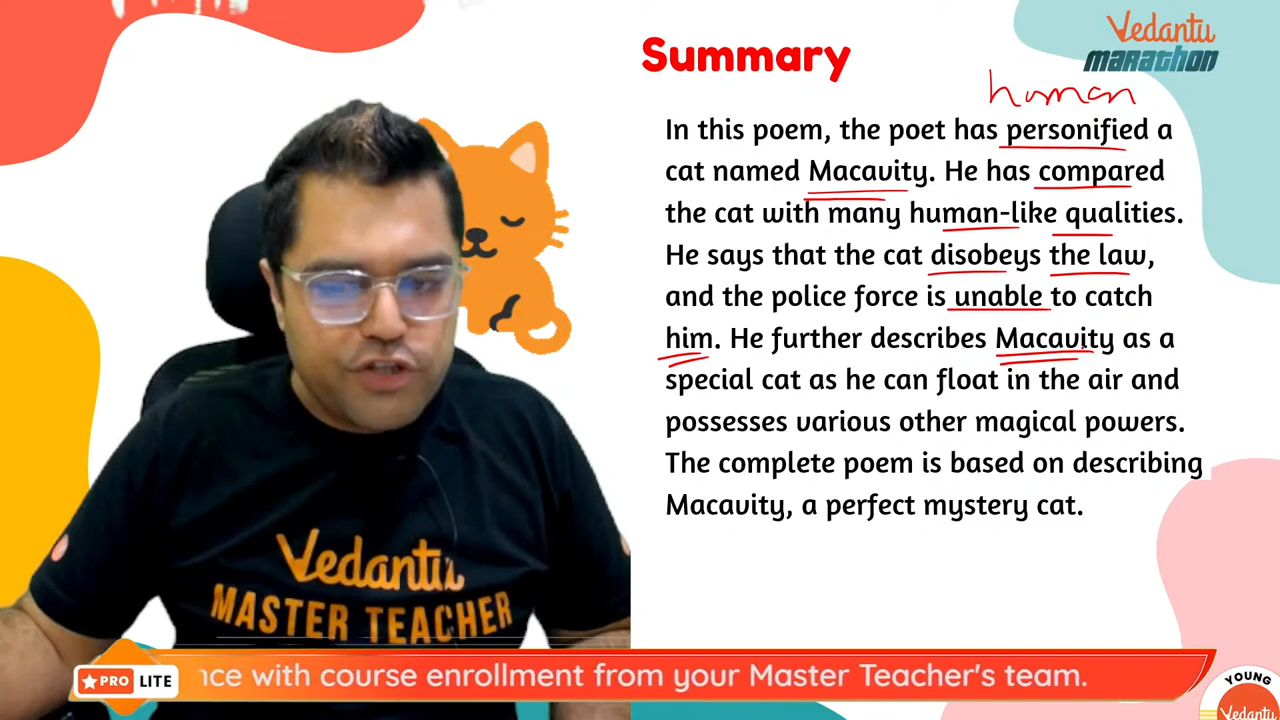 Vedantu
MARATHON
Summary
human
In this poem, the poet has personified a
cat named Macavity. He has compared
the cat with many human-like qualities.
He says that the cat disobeys the law,
and the police force is unable to catch
him. He further describes Macavity as a
special cat as he can float in the air and
possesses various other magical powers.
The complete poem is based on describing
Macavity, a perfect mystery cat.
Vedantu
MASTER TEACHER
PRO LITE
nce with course enrollment from your Master Teacher's team.
YOUNG
Vedantu